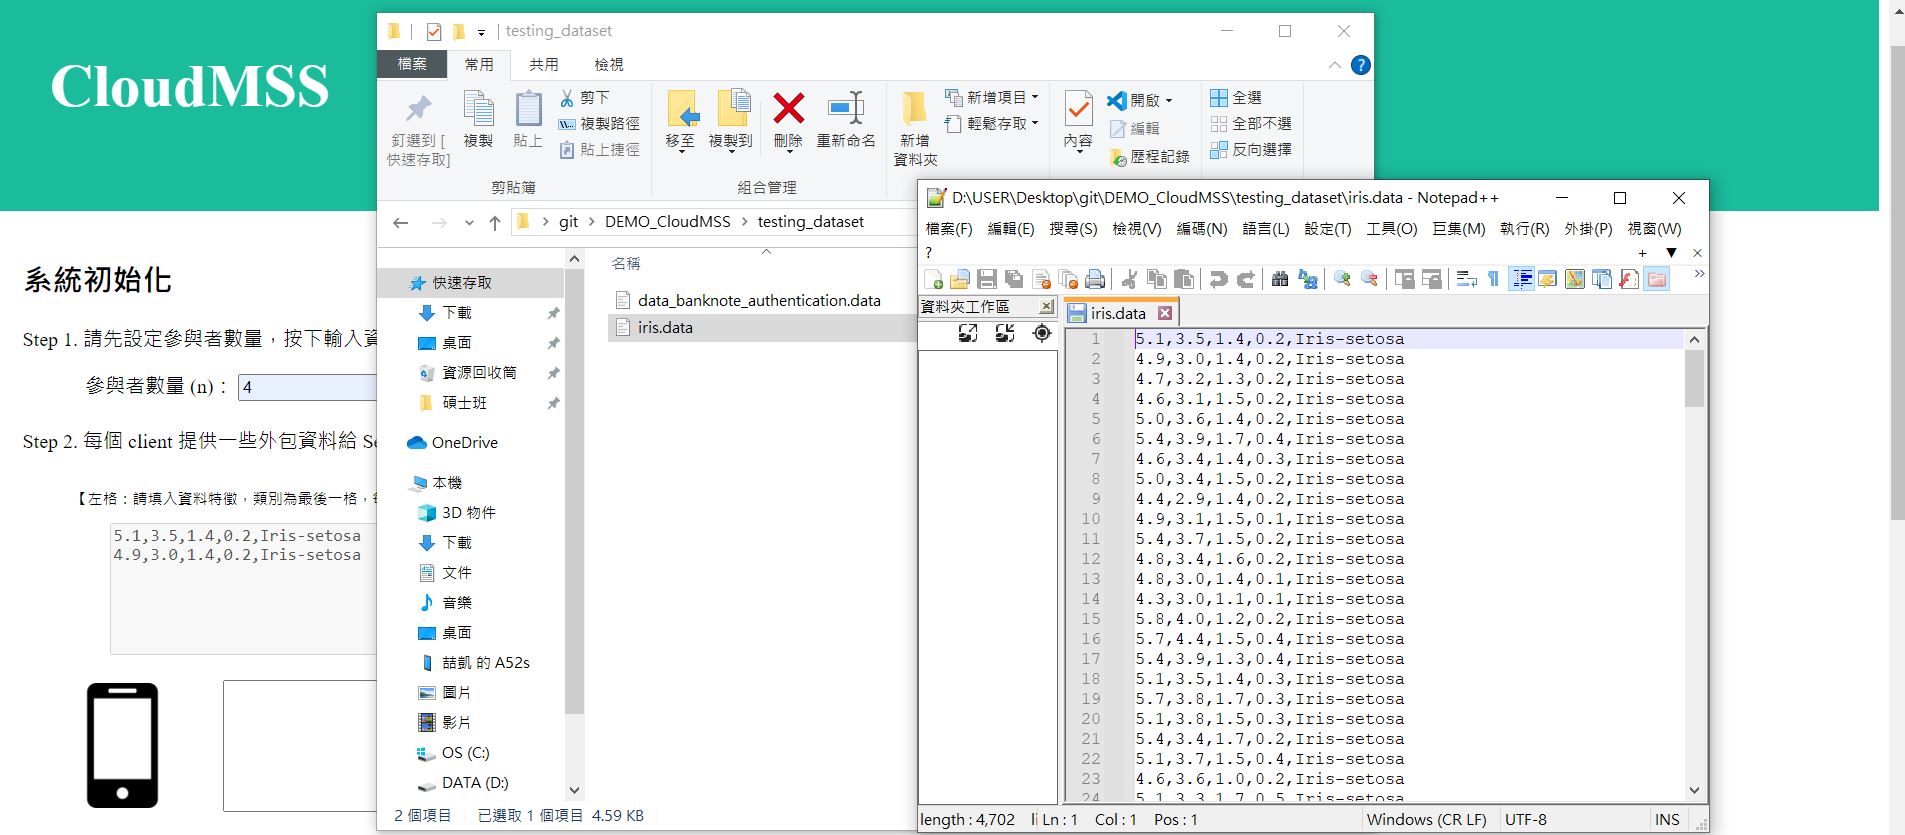 CloudMSS
系統初始化
Step 1. 請先設定參與者數量，按下輸入資
參與者數量 (n)： 4
Step 2. 每個 client 提供一些外包資料給 Se
【左格：請填入資料特徵，類別為最後一格，
5.1,3.5,1.4,0.2,Iris-setosa
4.9,3.0,1.4,0.2,Iris-setosa
testing_dataset
檔案 常用 共用 檢視
釘選到 [
快速存取]
複製
貼上
剪下
複製路徑
貼上捷徑
剪貼簿
移至
複製到
刪除
重新命名
組合管理
新增
資料夾
新增項目
輕鬆存取
內容
開啟
編輯
歷程記錄
全選
全部不選
反向選擇
git > DEMO_CloudMSS > testing_dataset
快速存取
下載
桌面
資源回收筒
碩士班
OneDrive
本機
3D 物件
下載
文件
音樂
桌面
喆凱 的 A52s
圖片
影片
OS (C:)
DATA (D:)
名稱
data_banknote_authentication.data
iris.data
2 個項目 已選取 1 個項目 4.59 KB
D:\USER\Desktop\git\DEMO_CloudMSS\testing_dataset\iris.data - Notepad++
檔案(F) 編輯(E) 搜尋(S) 檢視(V) 編碼(N) 語言(L) 設定(T) 工具(O) 巨集(M) 執行(R) 外掛(P) 視窗(W)
?
資料夾工作區
iris.data
1 5.1,3.5,1.4,0.2,Iris-setosa
2 4.9,3.0,1.4,0.2,Iris-setosa
3 4.7,3.2,1.3,0.2,Iris-setosa
4 4.6,3.1,1.5,0.2,Iris-setosa
5 5.0,3.6,1.4,0.2,Iris-setosa
6 5.4,3.9,1.7,0.4,Iris-setosa
7 4.6,3.4,1.4,0.3,Iris-setosa
8 5.0,3.4,1.5,0.2,Iris-setosa
9 4.4,2.9,1.4,0.2,Iris-setosa
10 4.9,3.1,1.5,0.1,Iris-setosa
11 5.4,3.7,1.5,0.2,Iris-setosa
12 4.8,3.4,1.6,0.2,Iris-setosa
13 4.8,3.0,1.4,0.1,Iris-setosa
14 4.3,3.0,1.1,0.1,Iris-setosa
15 5.8,4.0,1.2,0.2,Iris-setosa
16 5.7,4.4,1.5,0.4,Iris-setosa
17 5.4,3.9,1.3,0.4,Iris-setosa
18 5.1,3.5,1.4,0.3,Iris-setosa
19 5.7,3.8,1.7,0.3,Iris-setosa
20 5.1,3.8,1.5,0.3,Iris-setosa
21 5.4,3.4,1.7,0.2,Iris-setosa
22 5.1,3.7,1.5,0.4,Iris-setosa
23 4.6,3.6,1.0,0.2,Iris-setosa
24 5.1,3.3,1.7,0.5,Iris-setosa
length : 4,702 li Ln : 1 Col : 1 Pos : 1 Windows (CR LF) UTF-8 INS